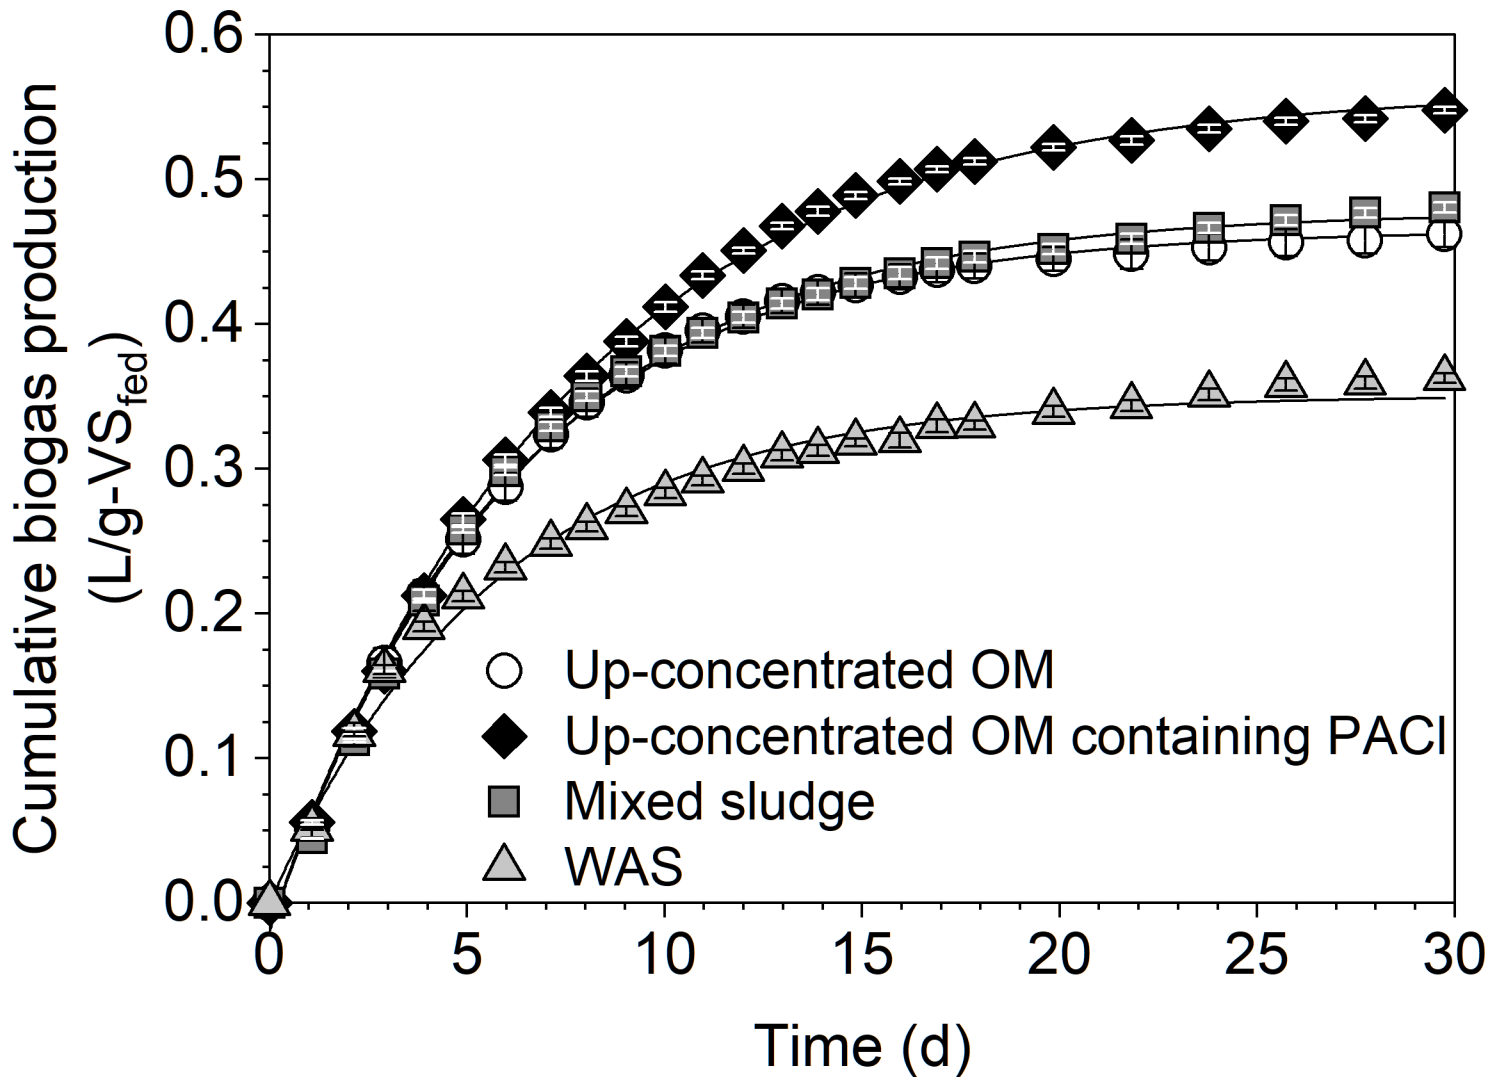 Cumulative biogas production
(L/g-VSfed)
0.6
0.5
0.4
0.3
0.2
0.1
0.0
Up-concentrated OM
Up-concentrated OM containing PACl
Mixed sludge
WAS
0 5 10 15 20 25 30
Time (d)